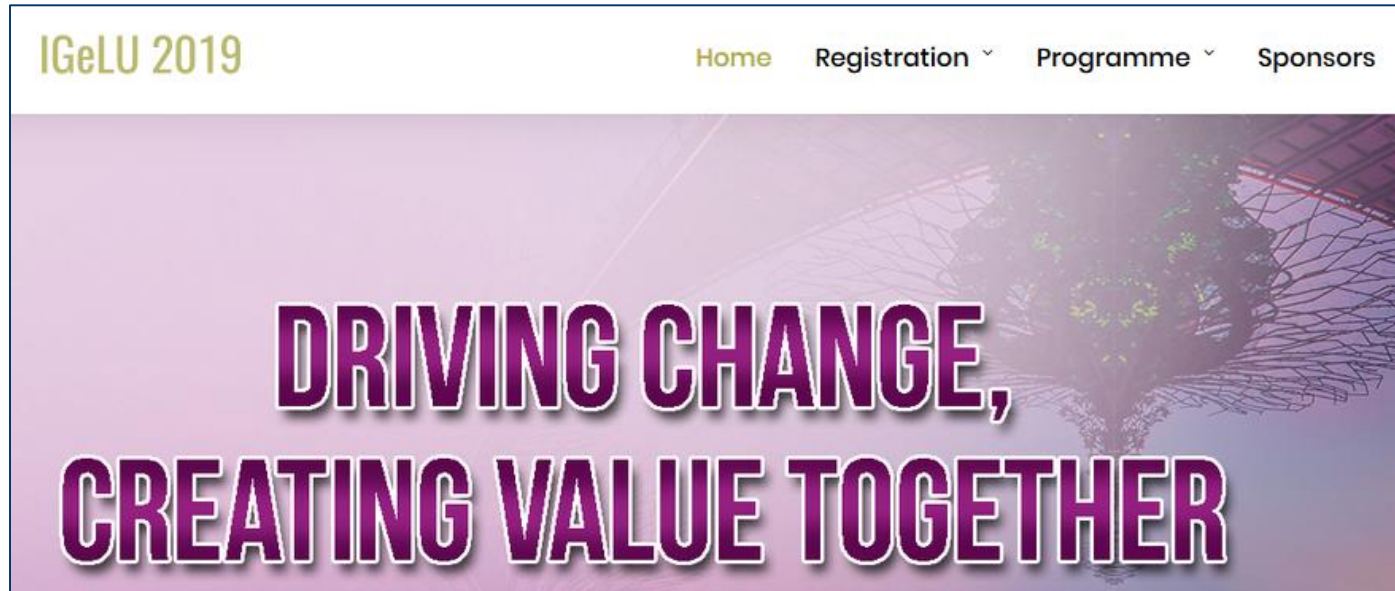 IGeLU 2019
Home Registration Programme Sponsors
DRIVING CHANGE,
CREATING VALUE TOGETHER